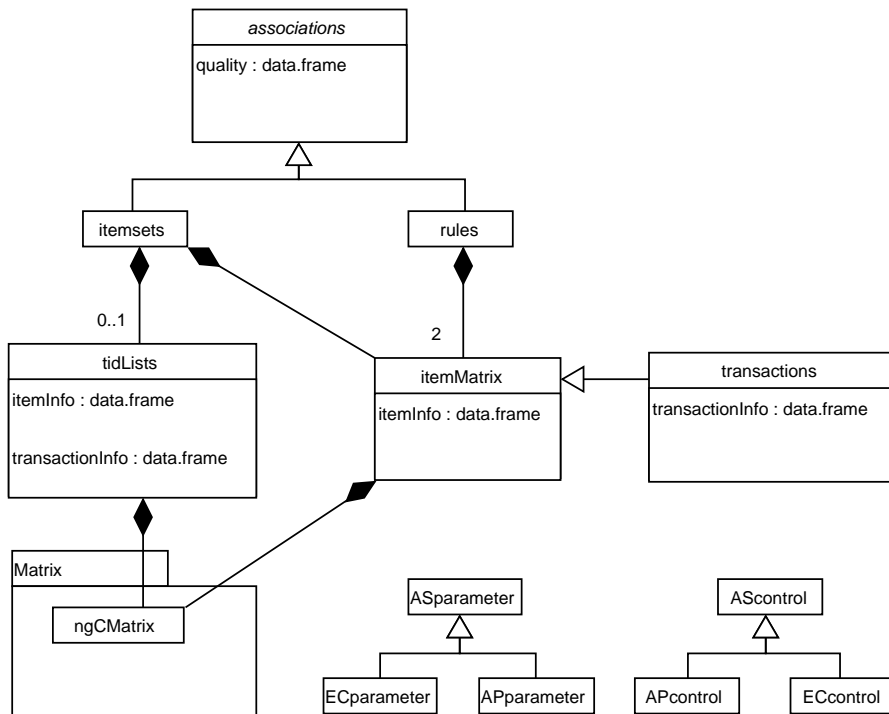 associations
quality : data.frame
itemsets
rules
0..1
2
tidLists
itemInfo : data.frame
transactionInfo : data.frame
itemMatrix
itemInfo : data.frame
transactions
transactionInfo : data.frame
Matrix
ngCMatrix
ASparameter
ECparameter
APparameter
AScontrol
APcontrol
ECcontrol